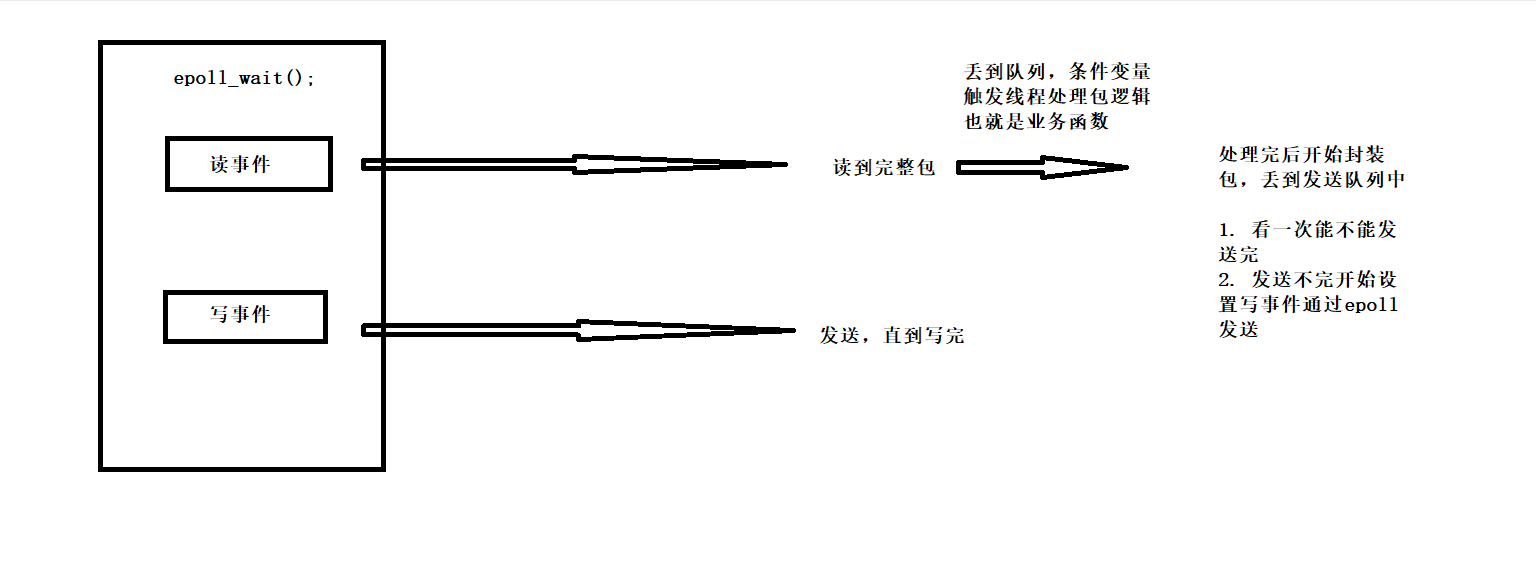 epoll_wait();
读事件
写事件
读到完整包
发送，直到写完
丢到队列，条件变量
触发线程处理包逻辑
也就是业务函数
处理完后开始封装
包，丢到发送队列中
1. 看一次能不能发
送完
2. 发送不完开始设
置写事件通过epoll
发送